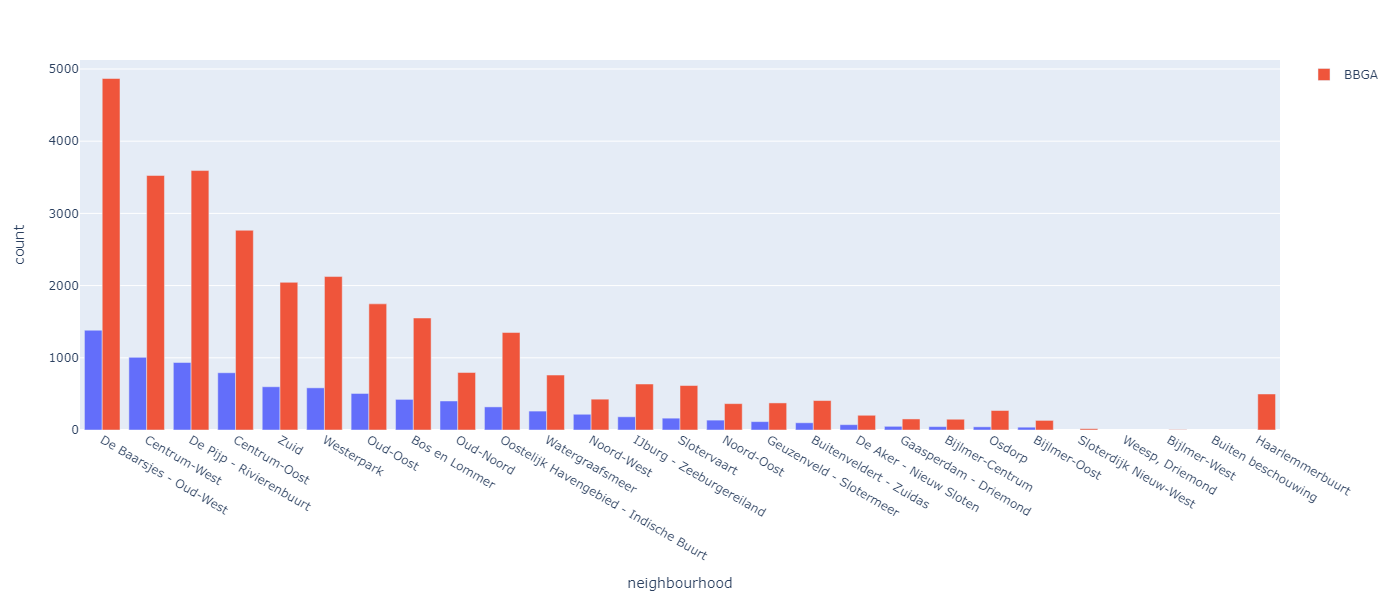 5000
4000
3000
2000
1000
0
count
BBGA
De Baarsjes - Oud-West
Centrum-West
De Pijp - Rivierenbuurt
Centrum-Oost
Zuid
Westerpark
Oud-Oost
Bos en Lommer
Oud-Noord
Oostelijk Havengebied - Indische Buurt
Watergraafsmeer
Noord-West
IJburg - Zeeburgereiland
Slotervaart
Noord-Oost
Geuzenveld - Slotermeer
Buitenveldert - Zuidas
De Aker - Nieuw Sloten
Gaasperdam - Driemond
Bijlmer-Centrum
Osdorp
Bijlmer-Oost
Sloterdijk Nieuw-West
Weesp, Driemond
Bijlmer-West
Buiten beschouwing
Haarlemmerbuurt
neighbourhood